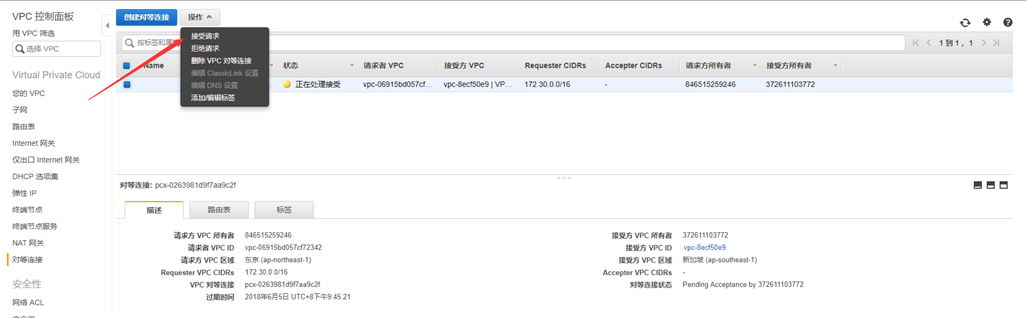 VPC 控制面板
用 VPC 筛选
选择 VPC
Virtual Private Cloud
您的 VPC
子网
路由表
Internet 网关
仅出口 Internet 网关
DHCP 选项集
弹性 IP
终端节点
终端节点服务
NAT 网关
对等连接
安全性
网络 ACL
创建对等连接 操作
按标签和属
1 到 1 , 1
接受请求
拒绝请求
删除 VPC 对等连接
编辑 ClassicLink 设置
编辑 DNS 设置
添加/编辑标签
Name 状态 请求者 VPC 接受方 VPC Requester CIDRs Accepter CIDRs 请求方所有者 接受方所有者
正在处理接受 vpc-06915bd057cf... vpc-8ecf50e9 | VP... 172.30.0.0/16 - 846515259246 372611103772
对等连接: pcx-0263981d9f7aa9c2f
描述 路由表 标签
请求方 VPC 所有者 846515259246 接受方 VPC 所有者 372611103772
请求者 VPC ID vpc-06915bd057cf72342 接受方 VPC ID vpc-8ecf50e9
请求方 VPC 区域 东京 (ap-northeast-1) 接受方 VPC 区域 新加坡 (ap-southeast-1)
Requester VPC CIDRs 172.30.0.0/16 Accepter VPC CIDRs -
VPC 对等连接 pcx-0263981d9f7aa9c2f 对等连接状态 Pending Acceptance by 372611103772
过期时间 2018年6月5日 UTC+8下午9:45:21